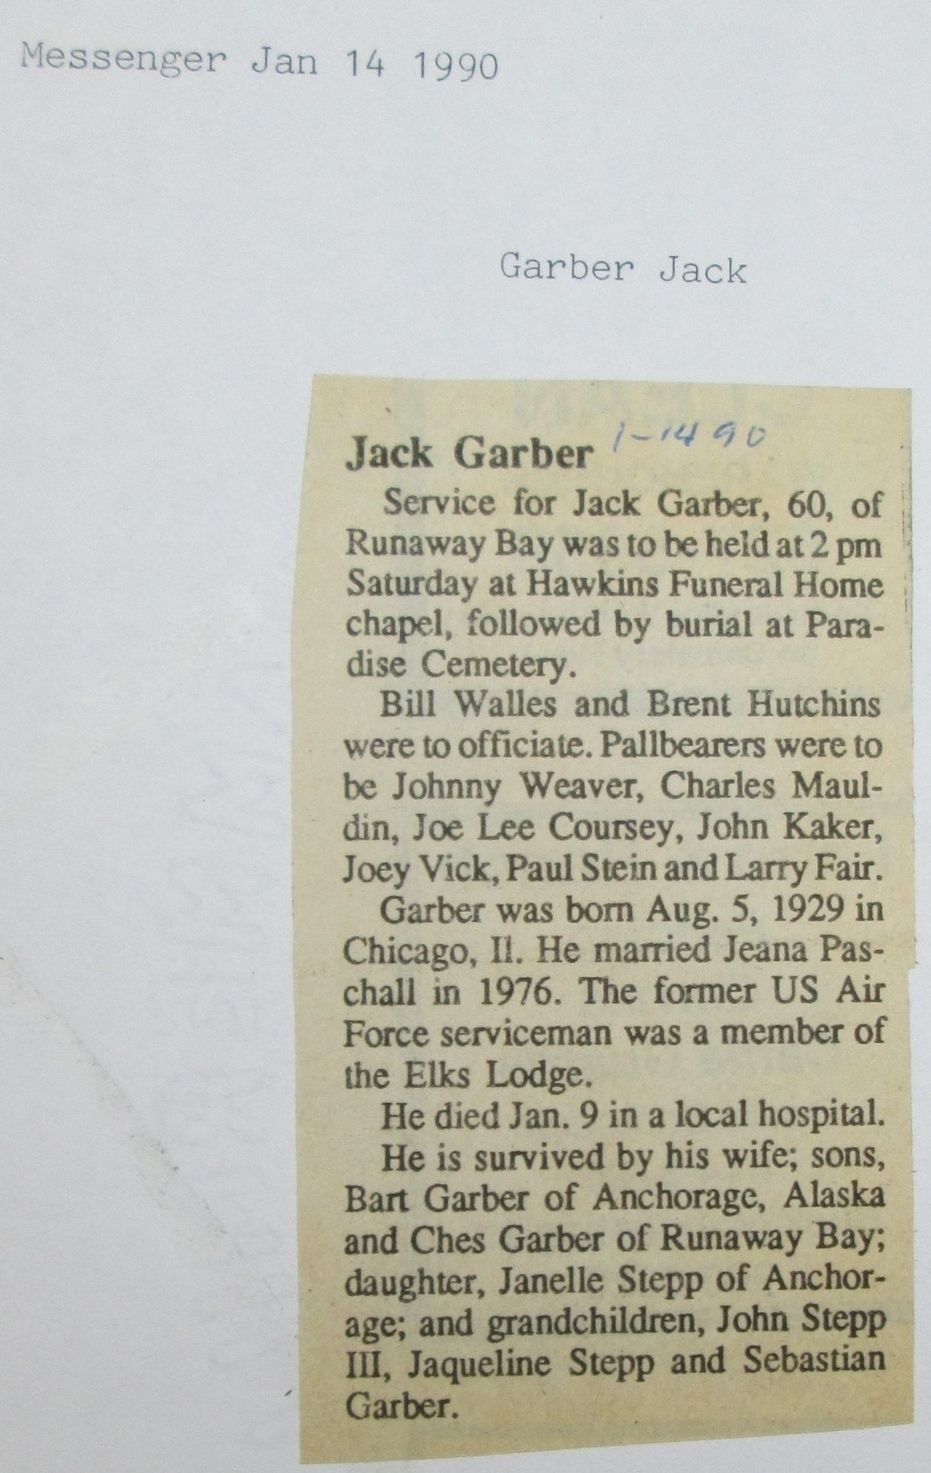 Messenger Jan 14 1990
Garber Jack
Jack Garber 1-14 90
Service for Jack Garber, 60, of
Runaway Bay was to be held at 2 pm
Saturday at Hawkins Funeral Home
chapel, followed by burial at Para-
dise Cemetery.
Bill Walles and Brent Hutchins
were to officiate. Pallbearers were to
be Johnny Weaver, Charles Maul-
din, Joe Lee Coursey, John Kaker,
Joey Vick, Paul Stein and Larry Fair.
Garber was born Aug. 5, 1929 in
Chicago, Il. He married Jeana Pas-
chall in 1976. The former US Air
Force serviceman was a member of
the Elks Lodge.
He died Jan. 9 in a local hospital.
He is survived by his wife; sons,
Bart Garber of Anchorage, Alaska
and Ches Garber of Runaway Bay;
daughter, Janelle Stepp of Anchor-
age; and grandchildren, John Stepp
III, Jaqueline Stepp and Sebastian
Garber.